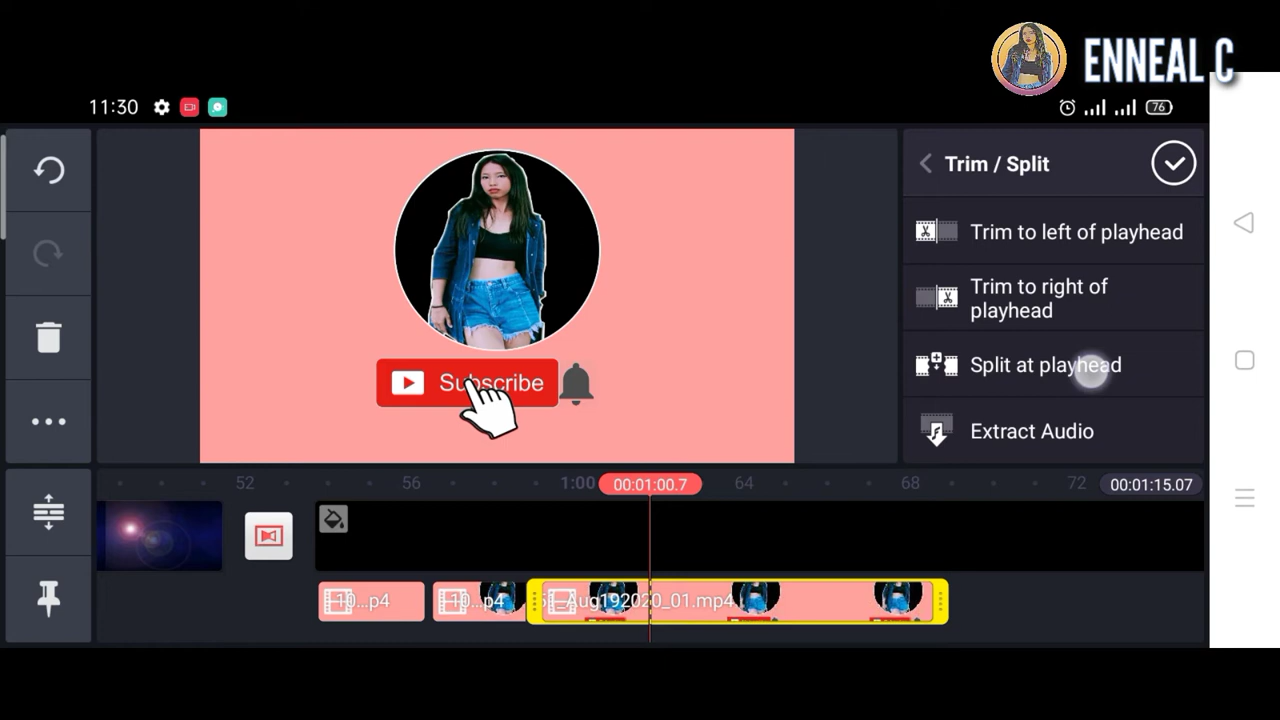 ENNEAL C
11:30
76
Trim / Split
Trim to left of playhead
Trim to right of
playhead
Split at playhead
Extract Audio
Subscribe
52
56
1:00
00:01:00.7
64
68
72
00:01:15.07
10...p4
10...p4
_Aug192020_01.mp4